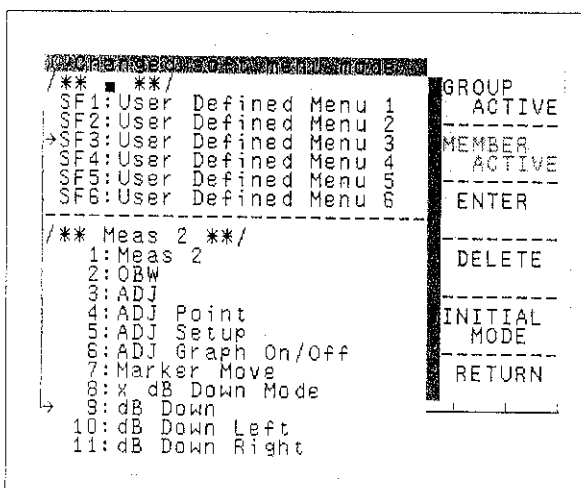 Changed soft menu mode
/** ■ **/
SF1:User Defined Menu 1
SF2:User Defined Menu 2
→SF3:User Defined Menu 3
SF4:User Defined Menu 4
SF5:User Defined Menu 5
SF6:User Defined Menu 6
/** Meas 2 **/
1:Meas 2
2:OBW
3:ADJ
4:ADJ Point
5:ADJ Setup
6:ADJ Graph On/Off
7:Marker Move
8:x dB Down Mode
→ 9:dB Down
10:dB Down Left
11:dB Down Right
GROUP
ACTIVE
MEMBER
ACTIVE
ENTER
DELETE
INITIAL
MODE
RETURN